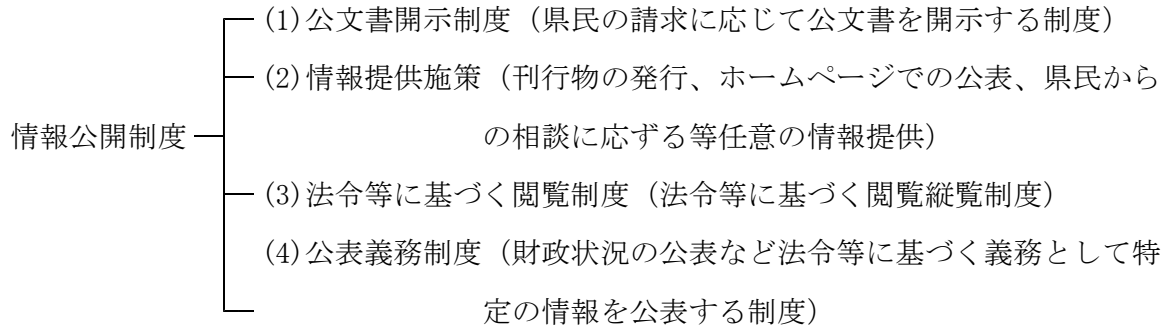 (1)公文書開示制度（県民の請求に応じて公文書を開示する制度）
(2)情報提供施策（刊行物の発行、ホームページでの公表、県民から
情報公開制度
の相談に応ずる等任意の情報提供）
(3)法令等に基づく閲覧制度（法令等に基づく閲覧縦覧制度）
(4)公表義務制度（財政状況の公表など法令等に基づく義務として特
定の情報を公表する制度）